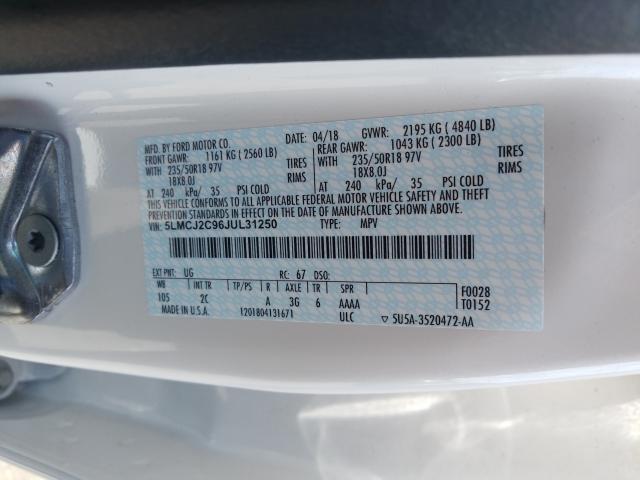 MFD. BY FORD MOTOR CO.
04/18 GVWR: 2195 KG ( 4840 LB)
FRONT GAWR: 1161 KG ( 2560 LB) REAR GAWR: 1043 KG ( 2300 LB)
WITH 235/50R18 97V TIRES WITH 235/50R18 97V TIRES
18X8.0J RIMS 18X8.0J RIMS
AT 240 kPa/ 35 PSI COLD AT 240 kPa/ 35 PSI COLD
THIS VEHICLE CONFORMS TO ALL APPLICABLE FEDERAL MOTOR VEHICLE SAFETY AND THEFT
PREVENTION STANDARDS IN EFFECT ON THE DATE OF MANUFACTURE SHOWN ABOVE.
VIN: 5LMCJ2C96JUL31250 TYPE: MPV
EXT PNT: UG RC: 67 DSO:
WB INT TR TP/PS R AXLE TR SPR F0028
105 2C A 3G 6 AAAA T0152
MADE IN U.S.A. 1201804131671 ULC ▽ 5U5A-3520472-AA